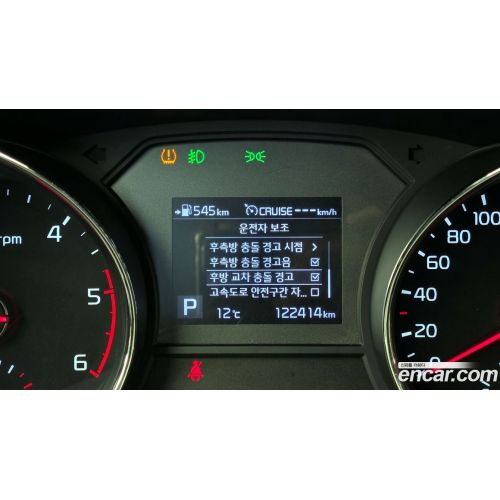 545km CRUISE---km/h
운전자 보조
후측방 충돌 경고 시점
후측방 충돌 경고음
후방 교차 충돌 경고
고속도로 안전구간 자...
P 12℃ 122414km
rpm 4 5 6
100 80 60 40 20 0
encar.com